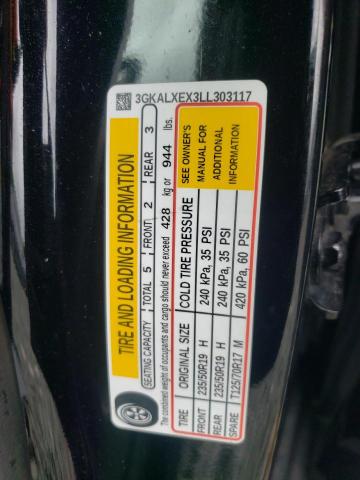 3GKALXEX3LL303117
TIRE AND LOADING INFORMATION
SEATING CAPACITY TOTAL 5 FRONT 2 REAR 3
The combined weight of occupants and cargo should never exceed 428 kg or 944 lbs.
TIRE ORIGINAL SIZE COLD TIRE PRESSURE
FRONT 235/50R19 H 240 kPa, 35 PSI
REAR 235/50R19 H 240 kPa, 35 PSI
SPARE T125/70R17 M 420 kPa, 60 PSI
SEE OWNER'S
MANUAL FOR
ADDITIONAL
INFORMATION